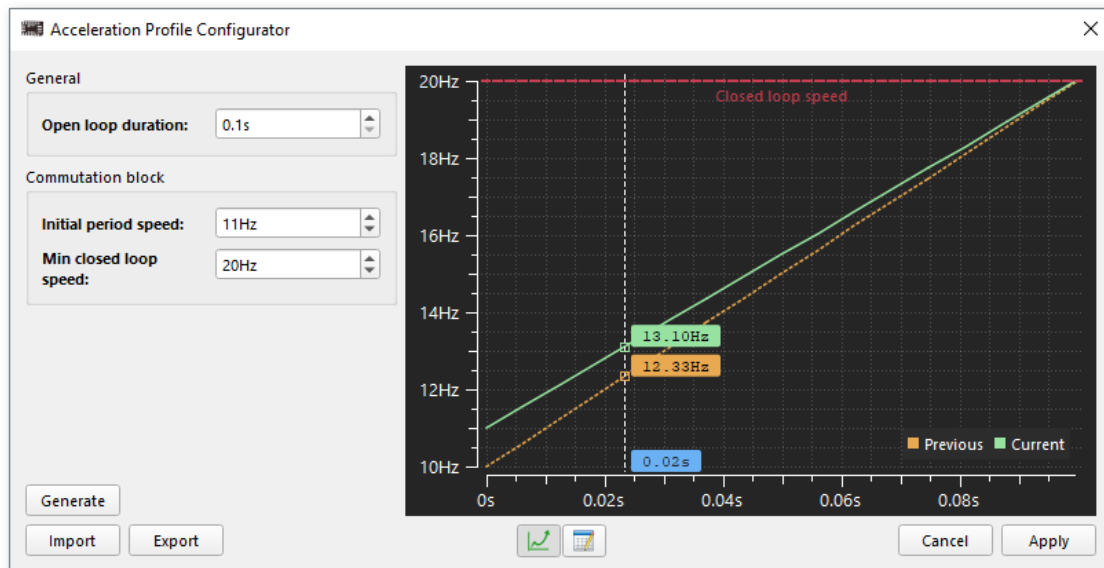 Acceleration Profile Configurator
General
Open loop duration:
0.1s
Commutation block
Initial period speed:
11Hz
Min closed loop
speed:
20Hz
Generate
Import
Export
20Hz
18Hz
16Hz
14Hz
12Hz
10Hz
Closed loop speed
13.10Hz
12.33Hz
0.02s
Previous
Current
0s
0.02s
0.04s
0.06s
0.08s
Cancel
Apply